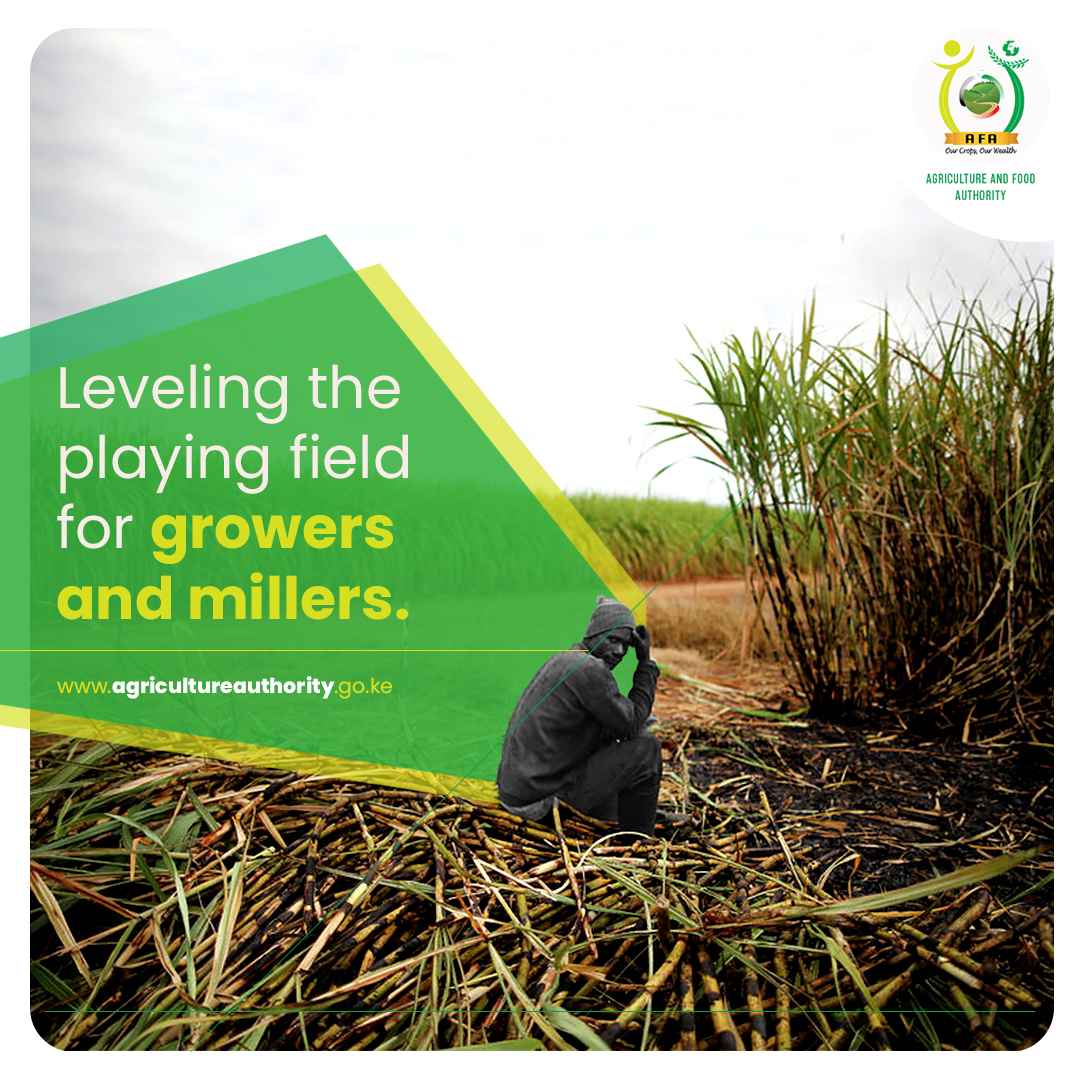 AFA
Our Crops, Our Wealth
AGRICULTURE AND FOOD
AUTHORITY
Leveling the
playing field
for growers
and millers.
www.agricultureauthority.go.ke